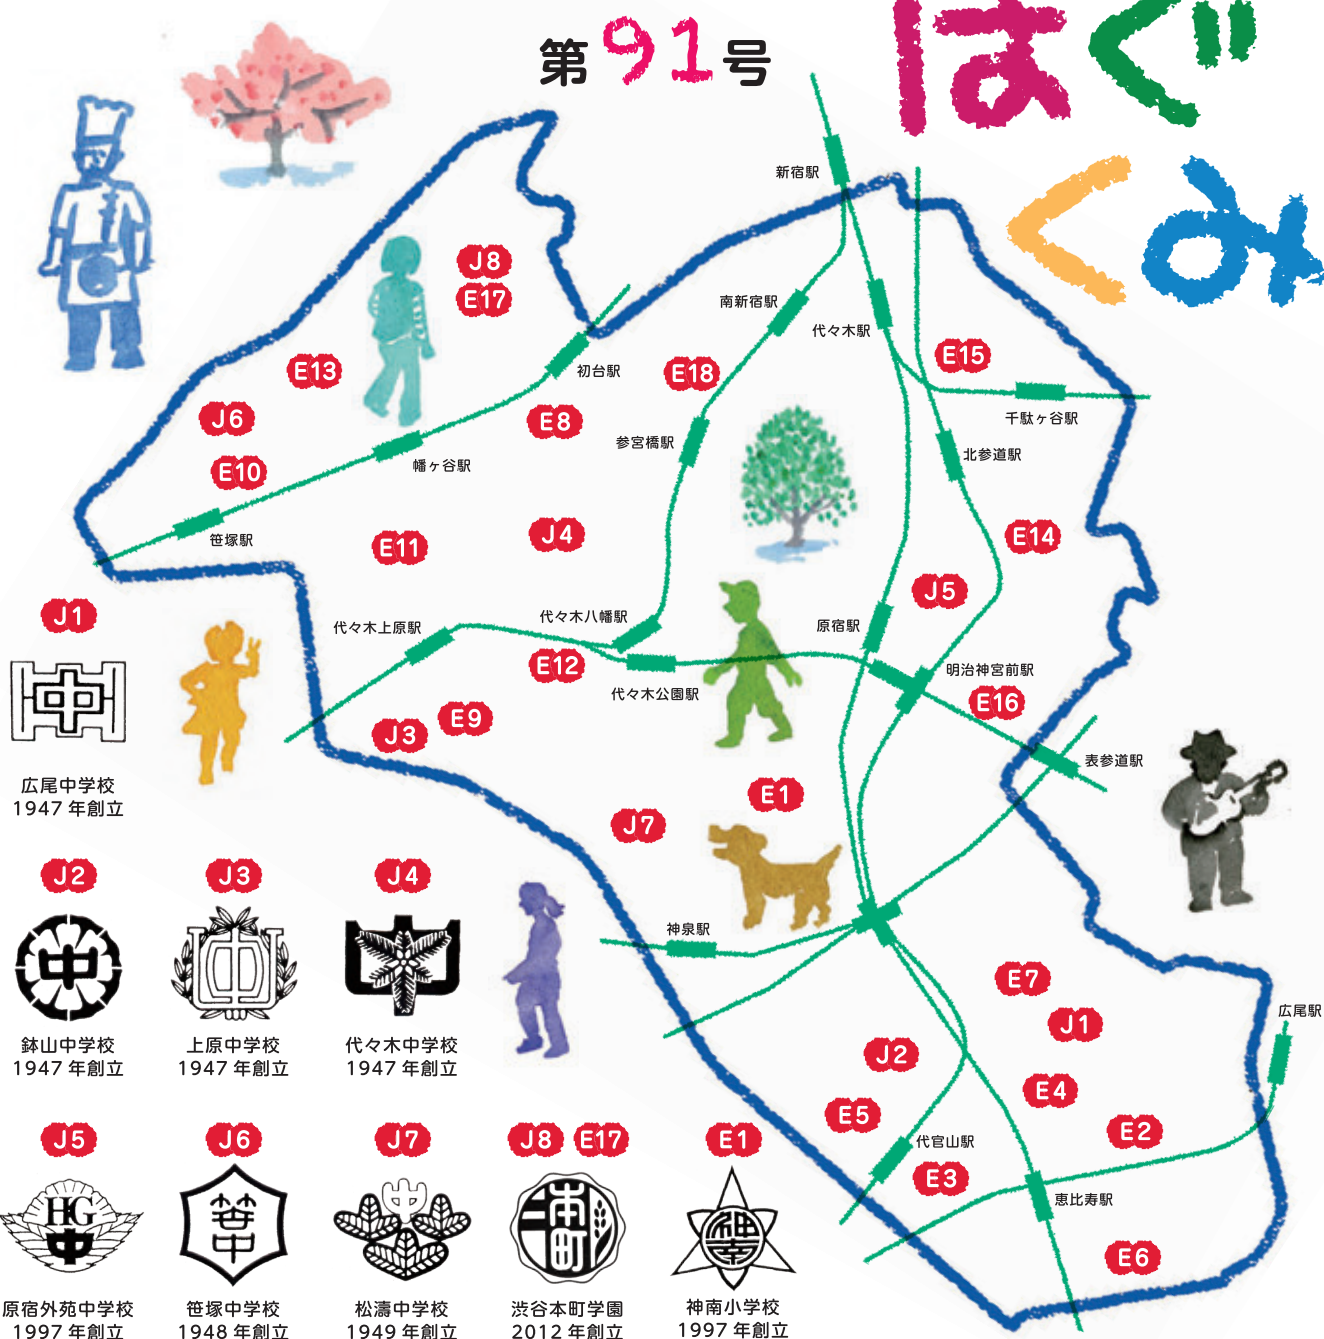 第91号
はぐ
くみ
新宿駅
J8
E17
南新宿駅
代々木駅
E15
E13
初台駅
E18
千駄ヶ谷駅
J6
E8
参宮橋駅
北参道駅
E10
幡ヶ谷駅
笹塚駅
E11
J4
E14
J5
J1
代々木上原駅
代々木八幡駅
原宿駅
E12
代々木公園駅
明治神宮前駅
E16
J3
E9
表参道駅
広尾中学校
1947年創立
E1
J7
J2
J3
J4
神泉駅
E7
広尾駅
J1
鉢山中学校
1947年創立
上原中学校
1947年創立
代々木中学校
1947年創立
J2
E4
E5
E2
代官山駅
E3
恵比寿駅
E6
J5
J6
J7
J8
E17
E1
HG
中
笹
中
本
町
神
南
原宿外苑中学校
1997年創立
笹塚中学校
1948年創立
松濤中学校
1949年創立
渋谷本町学園
2012年創立
神南小学校
1997年創立